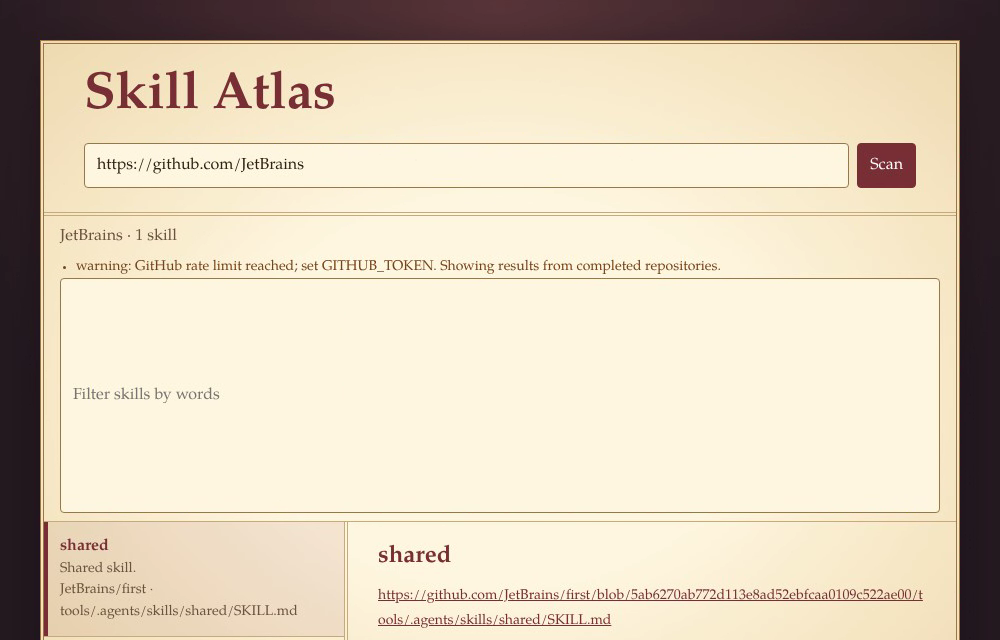 Skill Atlas
https://github.com/JetBrains
Scan
JetBrains · 1 skill
• warning: GitHub rate limit reached; set GITHUB_TOKEN. Showing results from completed repositories.
Filter skills by words
shared
Shared skill.
JetBrains/first ·
tools/.agents/skills/shared/SKILL.md
shared
https://github.com/JetBrains/first/blob/5ab6270ab772d113e8ad52ebfcaa0109c522ae00/t
ools/.agents/skills/shared/SKILL.md